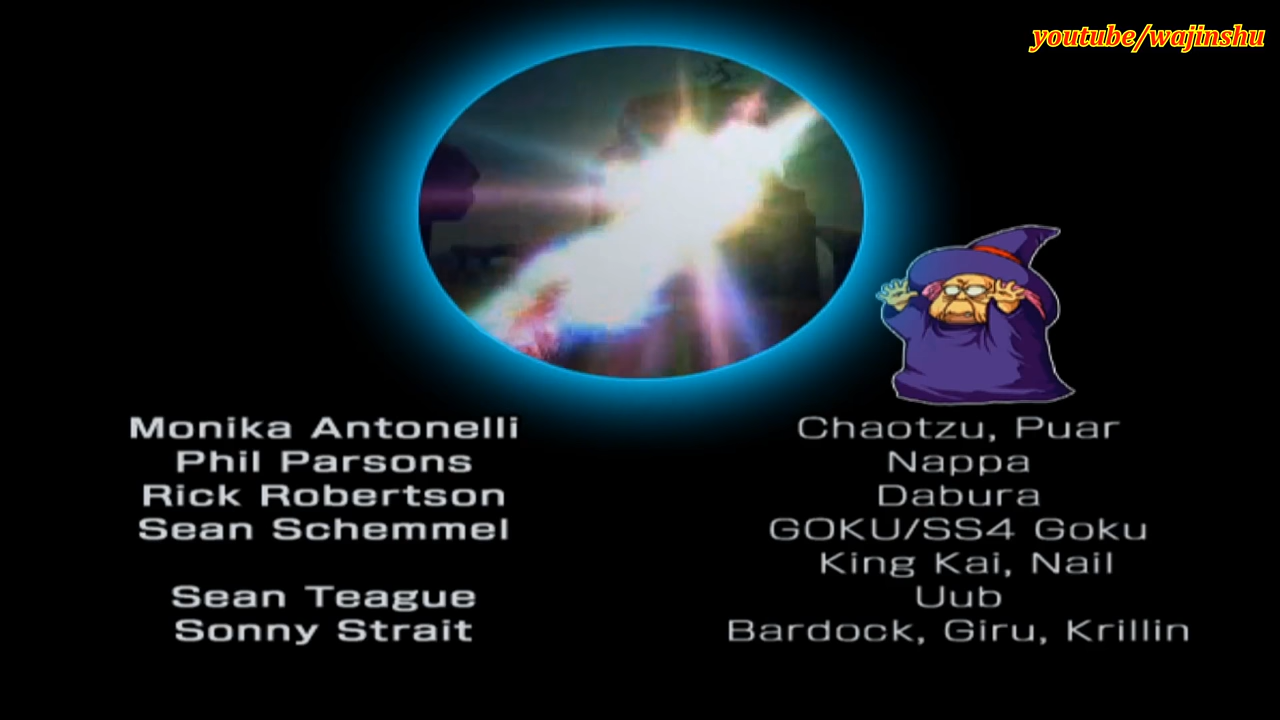 youtube/wajinshu
Monika Antonelli Chaotzu, Puar
Phil Parsons Nappa
Rick Robertson Dabura
Sean Schemmel GOKU/SS4 Goku
King Kai, Nail
Sean Teague Uub
Sonny Strait Bardock, Giru, Krillin